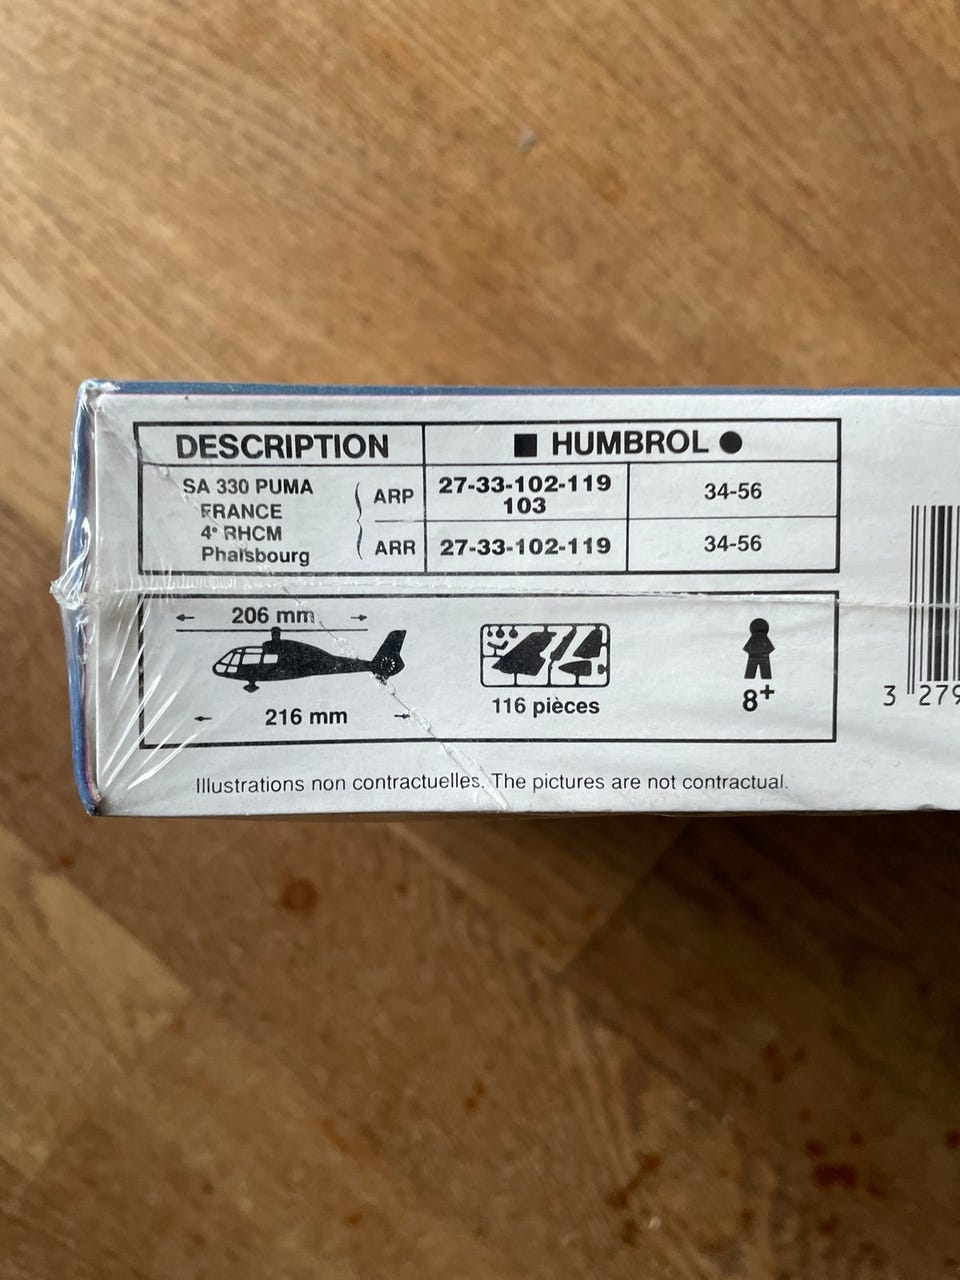 DESCRIPTION ■ HUMBROL ●
SA 330 PUMA
FRANCE
4e RHCM
Phalsbourg
ARP
27-33-102-119
103
34-56
ARR
27-33-102-119
34-56
206 mm
216 mm
116 pièces
8+
3 279
Illustrations non contractuelles. The pictures are not contractual.